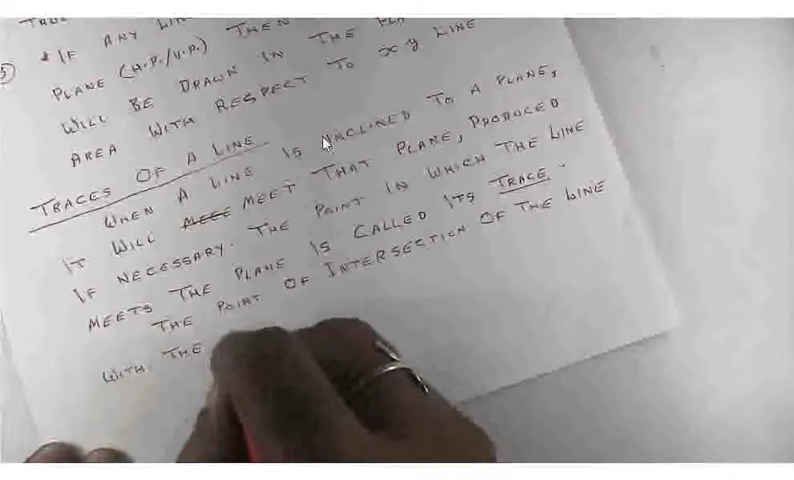 * IF ANY LINE
PLANE (H.P./V.P.) THEN
WILL BE DRAWN IN THE PLA
AREA WITH RESPECT TO x y LINE
TRACES OF A LINE
WHEN A LINE IS INCLINED TO A PLANE,
IT WILL MEET THAT PLANE, PRODUCED
IF NECESSARY. THE POINT IN WHICH THE LINE
MEETS THE PLANE IS CALLED ITS TRACE.
THE POINT OF INTERSECTION OF THE LINE
WITH THE